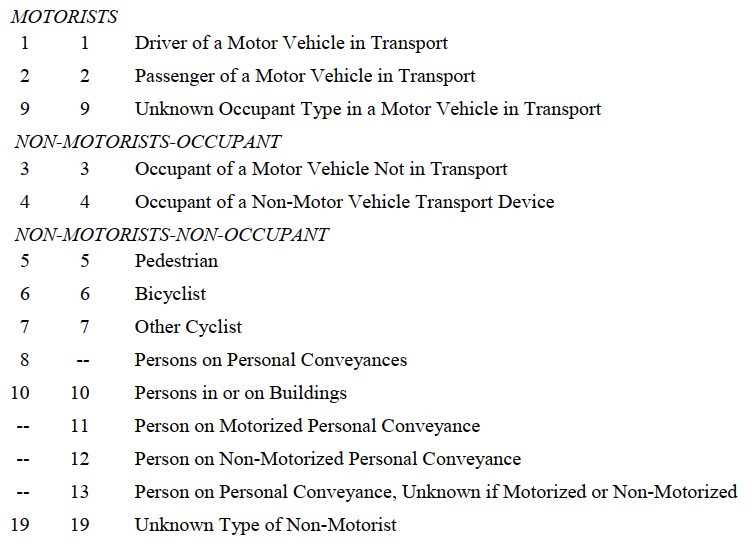 MOTORISTS
1 1 Driver of a Motor Vehicle in Transport
2 2 Passenger of a Motor Vehicle in Transport
9 9 Unknown Occupant Type in a Motor Vehicle in Transport
NON-MOTORISTS-OCCUPANT
3 3 Occupant of a Motor Vehicle Not in Transport
4 4 Occupant of a Non-Motor Vehicle Transport Device
NON-MOTORISTS-NON-OCCUPANT
5 5 Pedestrian
6 6 Bicyclist
7 7 Other Cyclist
8 -- Persons on Personal Conveyances
10 10 Persons in or on Buildings
-- 11 Person on Motorized Personal Conveyance
-- 12 Person on Non-Motorized Personal Conveyance
-- 13 Person on Personal Conveyance, Unknown if Motorized or Non-Motorized
19 19 Unknown Type of Non-Motorist